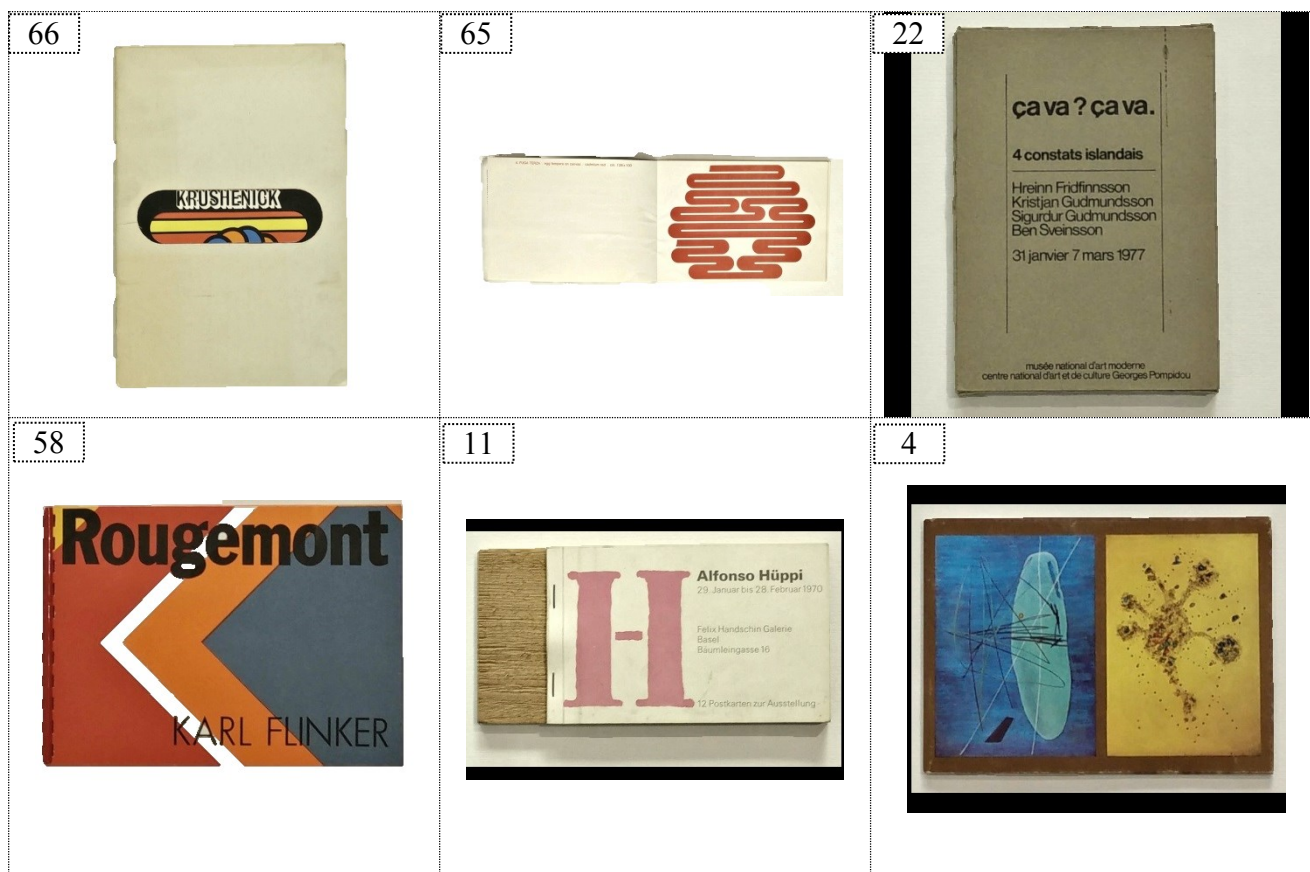 66
KRUSHENICK
65
22
ça va ? ça va.
4 constats islandais
Hreinn Fridfinnsson
Kristjan Gudmundsson
Sigurdur Gudmundsson
Ben Sveinsson
31 janvier 7 mars 1977
musée national d'art moderne
centre national d'art et de culture Georges Pompidou
58
Rougemont
KARL FLINKER
11
H
Alfonso Hüppi
29. Januar bis 28. Februar 1970
Felix Handschin Galerie
Basel
Bäumleingasse 16
12 Postkarten zur Ausstellung
4